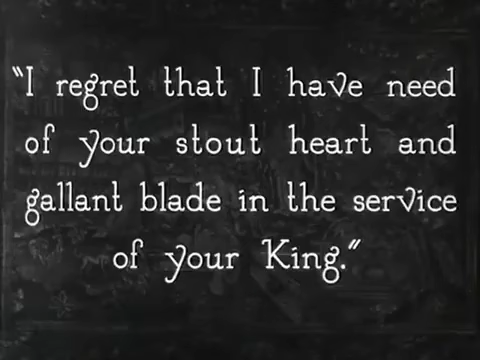 "I regret that I have need
of your stout heart and
gallant blade in the service
of your King."